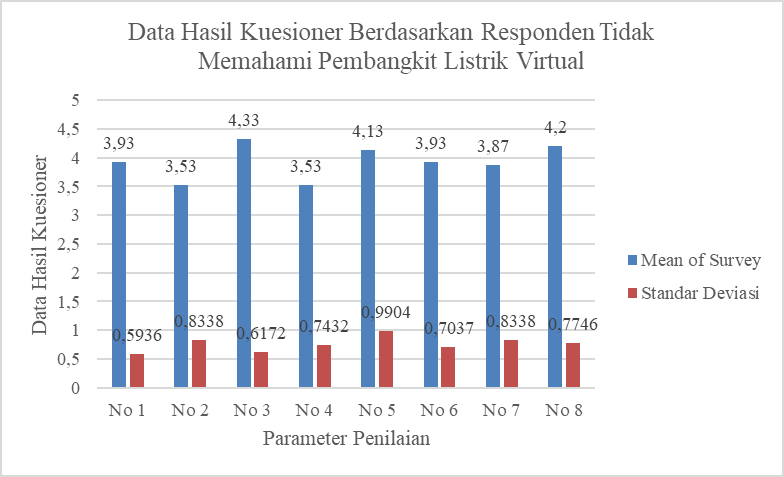 Data Hasil Kuesioner Berdasarkan Responden Tidak
Memahami Pembangkit Listrik Virtual
Data Hasil Kuesioner
5
4,5
4
3,5
3
2,5
2
1,5
1
0,5
0
3,93
3,53
4,33
3,53
4,13
3,93
3,87
4,2
0,5936
0,8338
0,6172
0,7432
0,9904
0,7037
0,8338
0,7746
No 1
No 2
No 3
No 4
No 5
No 6
No 7
No 8
Parameter Penilaian
Mean of Survey
Standar Deviasi